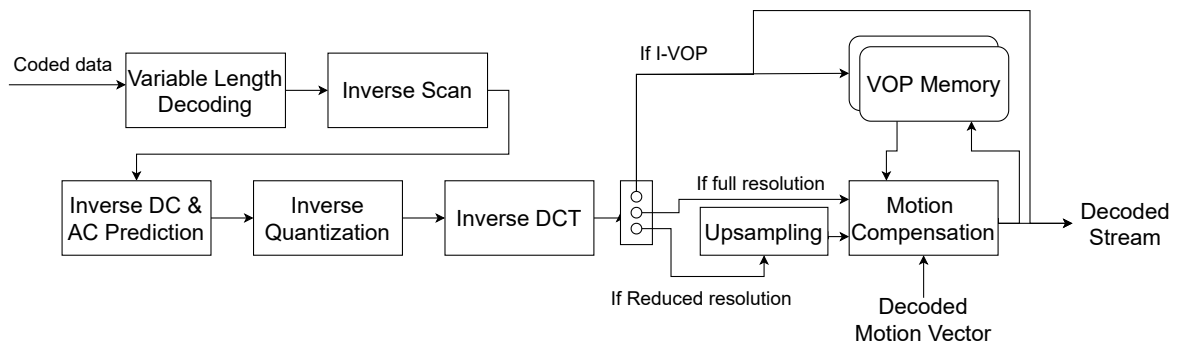 Coded data
Variable Length
Decoding
Inverse Scan
If I-VOP
VOP Memory
Inverse DC &
AC Prediction
Inverse
Quantization
Inverse DCT
If full resolution
Upsampling
If Reduced resolution
Motion
Compensation
Decoded
Stream
Decoded
Motion Vector